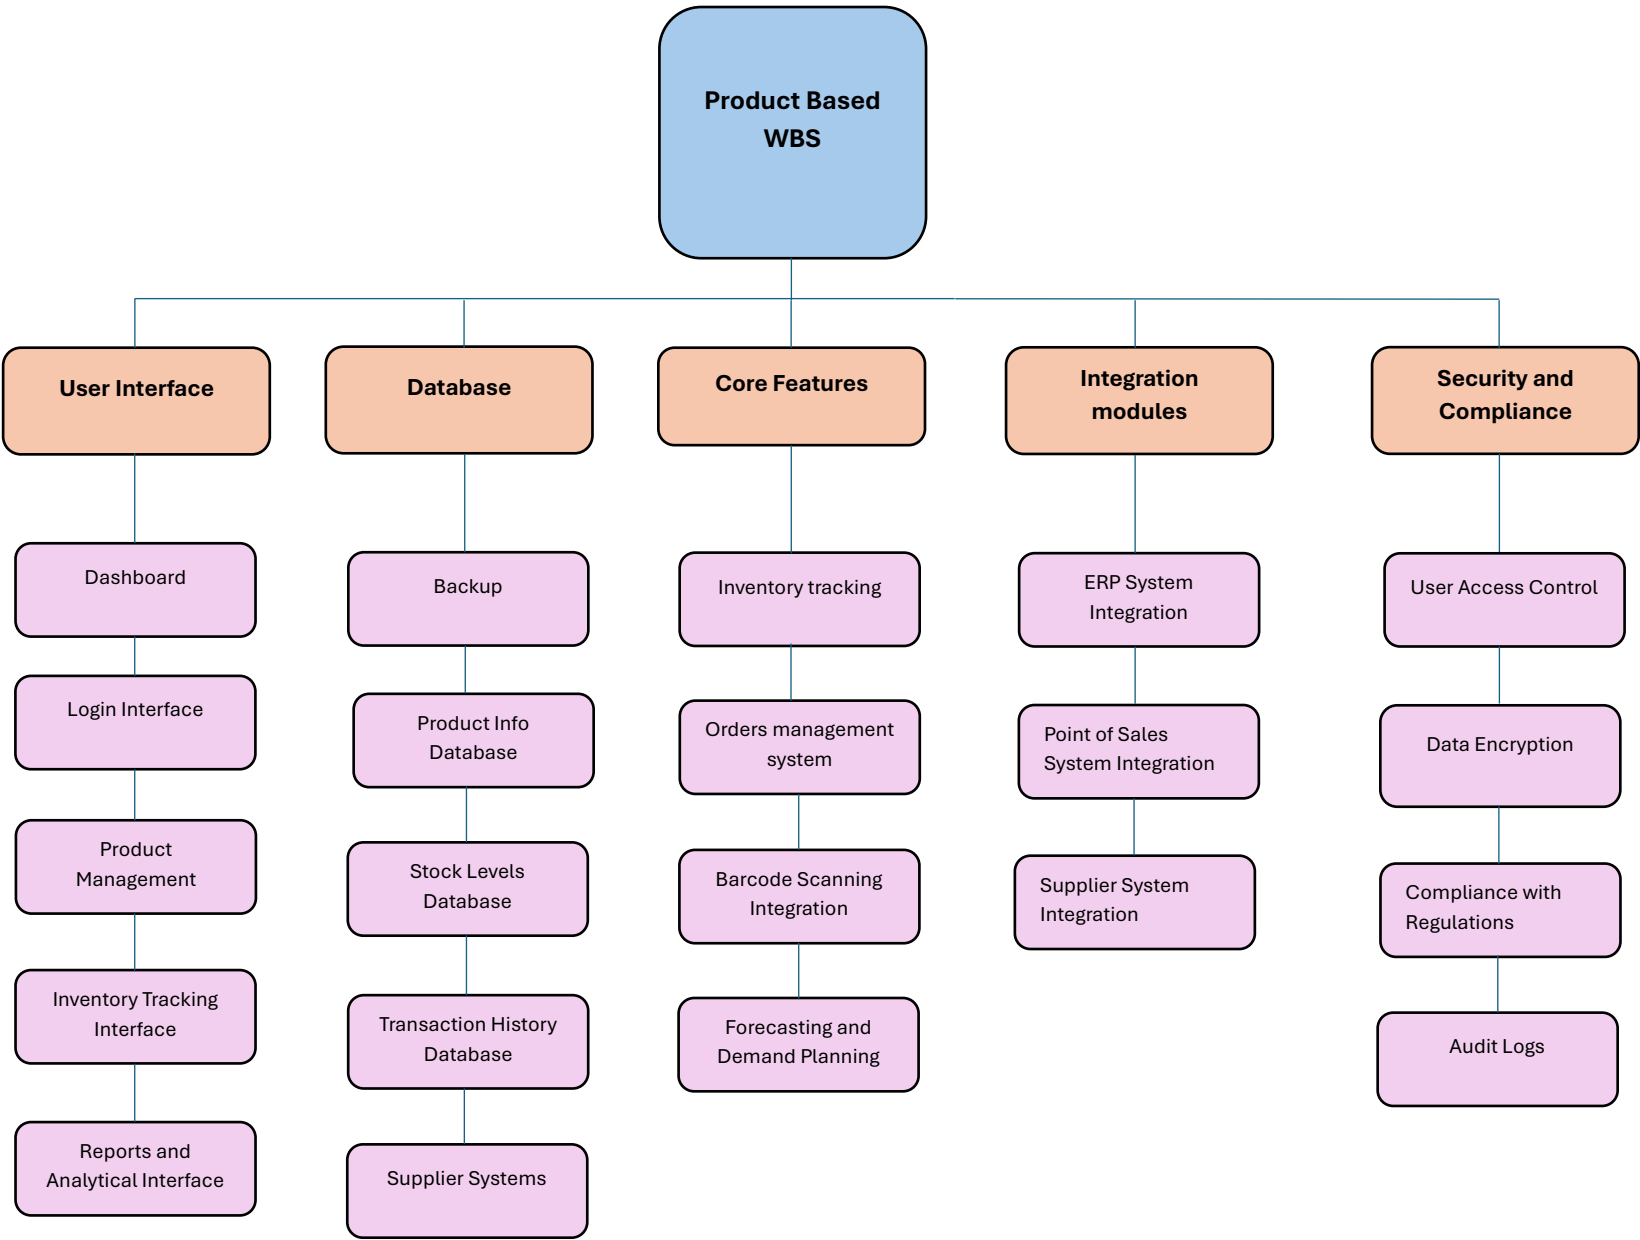 Product Based
WBS
User Interface
Database
Core Features
Integration
modules
Security and
Compliance
Dashboard
Login Interface
Product
Management
Inventory Tracking
Interface
Reports and
Analytical Interface
Backup
Product Info
Database
Stock Levels
Database
Transaction History
Database
Supplier Systems
Inventory tracking
Orders management
system
Barcode Scanning
Integration
Forecasting and
Demand Planning
ERP System
Integration
Point of Sales
System Integration
Supplier System
Integration
User Access Control
Data Encryption
Compliance with
Regulations
Audit Logs